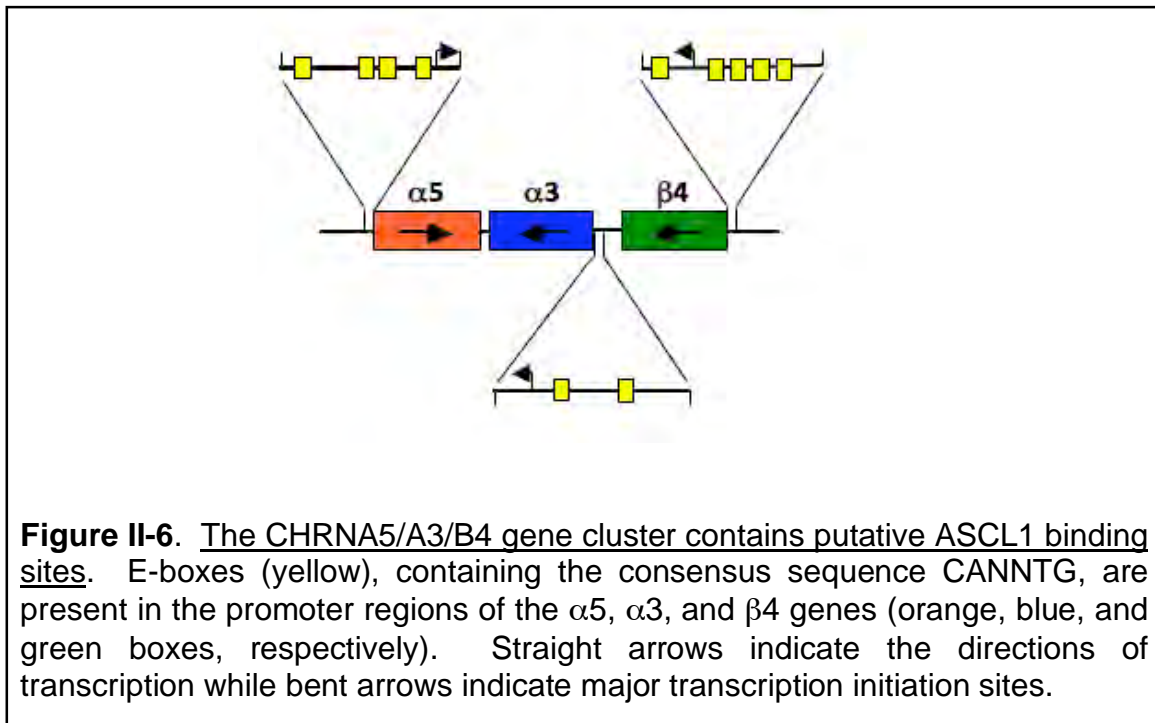 α5 α3 β4
Figure II-6. The CHRNA5/A3/B4 gene cluster contains putative ASCL1 binding
sites. E-boxes (yellow), containing the consensus sequence CANNTG, are
present in the promoter regions of the α5, α3, and β4 genes (orange, blue, and
green boxes, respectively). Straight arrows indicate the directions of
transcription while bent arrows indicate major transcription initiation sites.